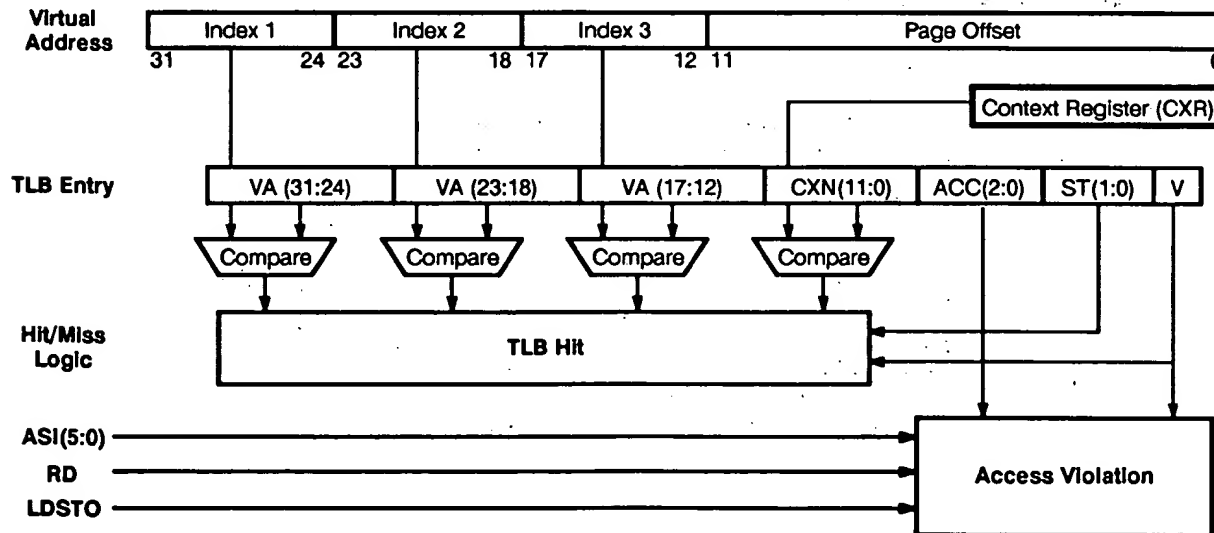 Virtual Address
Index 1
Index 2
Index 3
Page Offset
31
24
23
18
17
12
11
Context Register (CXR)
TLB Entry
VA (31:24)
VA (23:18)
VA (17:12)
CXN(11:0)
ACC(2:0)
ST(1:0)
V
Compare
Compare
Compare
Compare
Hit/Miss Logic
TLB Hit
ASI(5:0)
RD
LDSTO
Access Violation